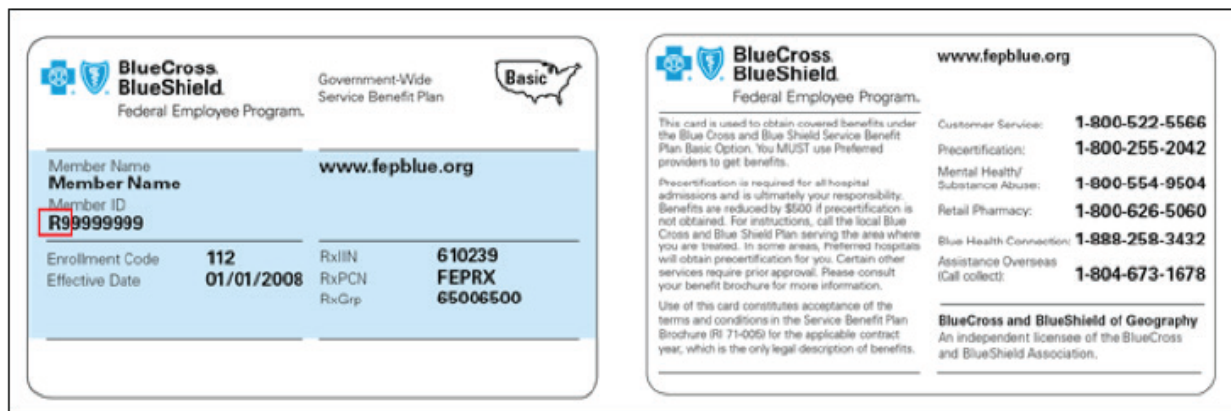 BlueCross
BlueShield
Federal Employee Program.
Government-Wide
Service Benefit Plan
Basic
Member Name
Member Name
Member ID
R99999999
www.fepblue.org
Enrollment Code 112
Effective Date 01/01/2008
RxIIN 610239
RxPCN FEPRX
RxGrp 65006500
BlueCross
BlueShield
Federal Employee Program.
www.fepblue.org
This card is used to obtain covered benefits under
the Blue Cross and Blue Shield Service Benefit
Plan Basic Option. You MUST use Preferred
providers to get benefits.
Precertification is required for all hospital
admissions and is ultimately your responsibility.
Benefits are reduced by $500 if precertification is
not obtained. For instructions, call the local Blue
Cross and Blue Shield Plan serving the area where
you are treated. In some areas, Preferred hospitals
will obtain precertification for you. Certain other
services require prior approval. Please consult
your benefit brochure for more information.
Use of this card constitutes acceptance of the
terms and conditions in the Service Benefit Plan
Brochure (RI 71-005) for the applicable contract
year, which is the only legal description of benefits.
Customer Service: 1-800-522-5566
Precertification: 1-800-255-2042
Mental Health/
Substance Abuse: 1-800-554-9504
Retail Pharmacy: 1-800-626-5060
Blue Health Connection: 1-888-258-3432
Assistance Overseas
(Call collect): 1-804-673-1678
BlueCross and BlueShield of Geography
An independent licensee of the BlueCross
and BlueShield Association.